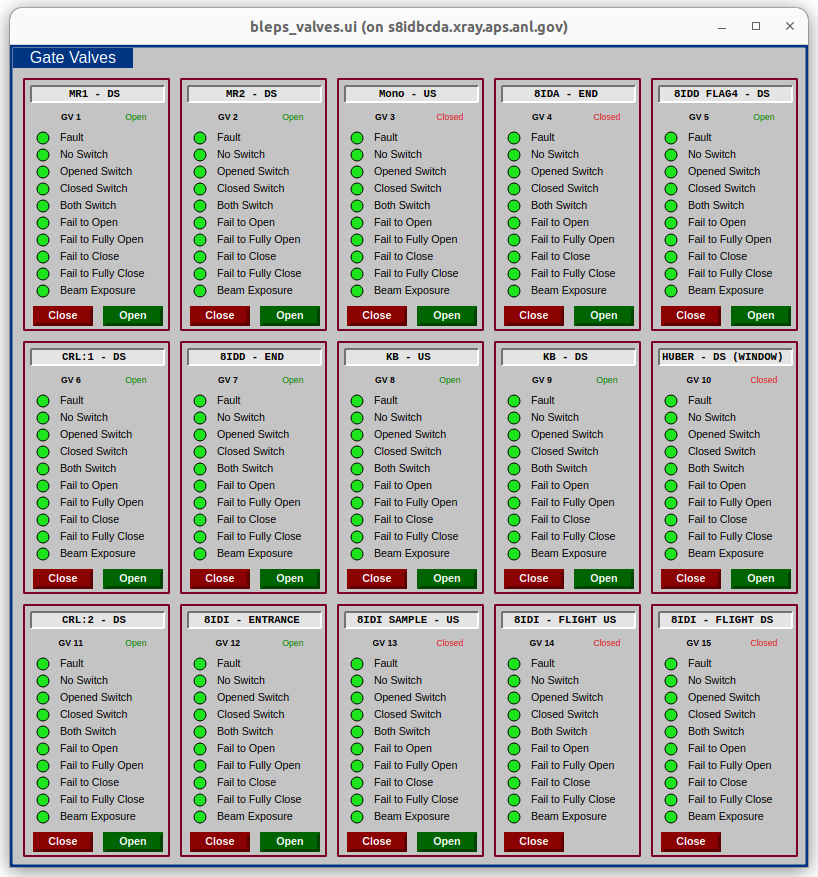 bleps_valves.ui (on s8idbcda.xray.aps.anl.gov)
Gate Valves
MR1 - DS
GV 1 Open
Fault
No Switch
Opened Switch
Closed Switch
Both Switch
Fail to Open
Fail to Fully Open
Fail to Close
Fail to Fully Close
Beam Exposure
Close Open
MR2 - DS
GV 2 Open
Fault
No Switch
Opened Switch
Closed Switch
Both Switch
Fail to Open
Fail to Fully Open
Fail to Close
Fail to Fully Close
Beam Exposure
Close Open
Mono - US
GV 3 Closed
Fault
No Switch
Opened Switch
Closed Switch
Both Switch
Fail to Open
Fail to Fully Open
Fail to Close
Fail to Fully Close
Beam Exposure
Close Open
8IDA - END
GV 4 Closed
Fault
No Switch
Opened Switch
Closed Switch
Both Switch
Fail to Open
Fail to Fully Open
Fail to Close
Fail to Fully Close
Beam Exposure
Close Open
8IDD FLAG4 - DS
GV 5 Open
Fault
No Switch
Opened Switch
Closed Switch
Both Switch
Fail to Open
Fail to Fully Open
Fail to Close
Fail to Fully Close
Beam Exposure
Close Open
CRL:1 - DS
GV 6 Open
Fault
No Switch
Opened Switch
Closed Switch
Both Switch
Fail to Open
Fail to Fully Open
Fail to Close
Fail to Fully Close
Beam Exposure
Close Open
8IDD - END
GV 7 Open
Fault
No Switch
Opened Switch
Closed Switch
Both Switch
Fail to Open
Fail to Fully Open
Fail to Close
Fail to Fully Close
Beam Exposure
Close Open
KB - US
GV 8 Open
Fault
No Switch
Opened Switch
Closed Switch
Both Switch
Fail to Open
Fail to Fully Open
Fail to Close
Fail to Fully Close
Beam Exposure
Close Open
KB - DS
GV 9 Open
Fault
No Switch
Opened Switch
Closed Switch
Both Switch
Fail to Open
Fail to Fully Open
Fail to Close
Fail to Fully Close
Beam Exposure
Close Open
HUBER - DS (WINDOW)
GV 10 Closed
Fault
No Switch
Opened Switch
Closed Switch
Both Switch
Fail to Open
Fail to Fully Open
Fail to Close
Fail to Fully Close
Beam Exposure
Close Open
CRL:2 - DS
GV 11 Open
Fault
No Switch
Opened Switch
Closed Switch
Both Switch
Fail to Open
Fail to Fully Open
Fail to Close
Fail to Fully Close
Beam Exposure
Close Open
8IDI - ENTRANCE
GV 12 Open
Fault
No Switch
Opened Switch
Closed Switch
Both Switch
Fail to Open
Fail to Fully Open
Fail to Close
Fail to Fully Close
Beam Exposure
Close Open
8IDI SAMPLE - US
GV 13 Closed
Fault
No Switch
Opened Switch
Closed Switch
Both Switch
Fail to Open
Fail to Fully Open
Fail to Close
Fail to Fully Close
Beam Exposure
Close Open
8IDI - FLIGHT US
GV 14 Closed
Fault
No Switch
Opened Switch
Closed Switch
Both Switch
Fail to Open
Fail to Fully Open
Fail to Close
Fail to Fully Close
Beam Exposure
Close
8IDI - FLIGHT DS
GV 15 Closed
Fault
No Switch
Opened Switch
Closed Switch
Both Switch
Fail to Open
Fail to Fully Open
Fail to Close
Fail to Fully Close
Beam Exposure
Close